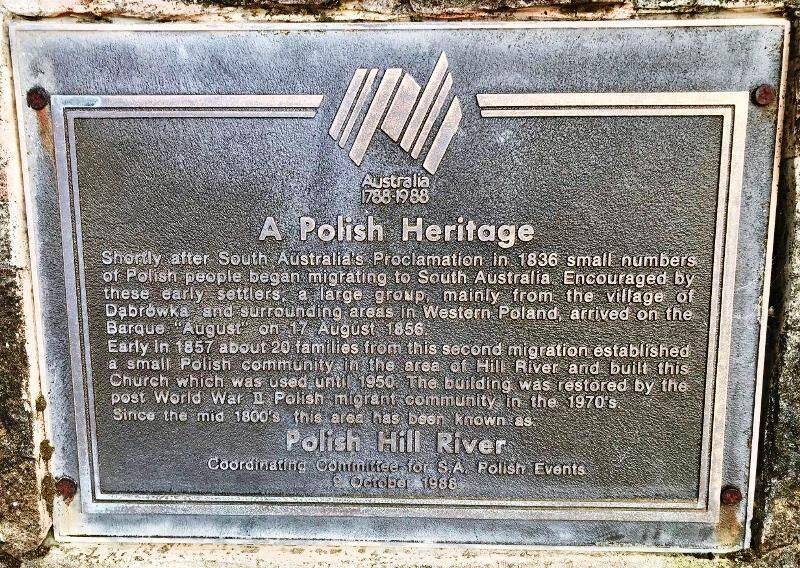 Australia
1788-1988
A Polish Heritage
Shortly after South Australia's Proclamation in 1836 small numbers
of Polish people began migrating to South Australia. Encouraged by
these early settlers, a large group, mainly from the village of
Dąbrówka and surrounding areas in Western Poland, arrived on the
Barque "August" on 17 August 1856.
Early in 1857 about 20 families from this second migration established
a small Polish community in the area of Hill River and built this
Church which was used until 1950. The building was restored by the
post World War II Polish migrant community in the 1970's.
Since the mid 1800's this area has been known as:
Polish Hill River
Coordinating Committee for S.A. Polish Events
October 1988